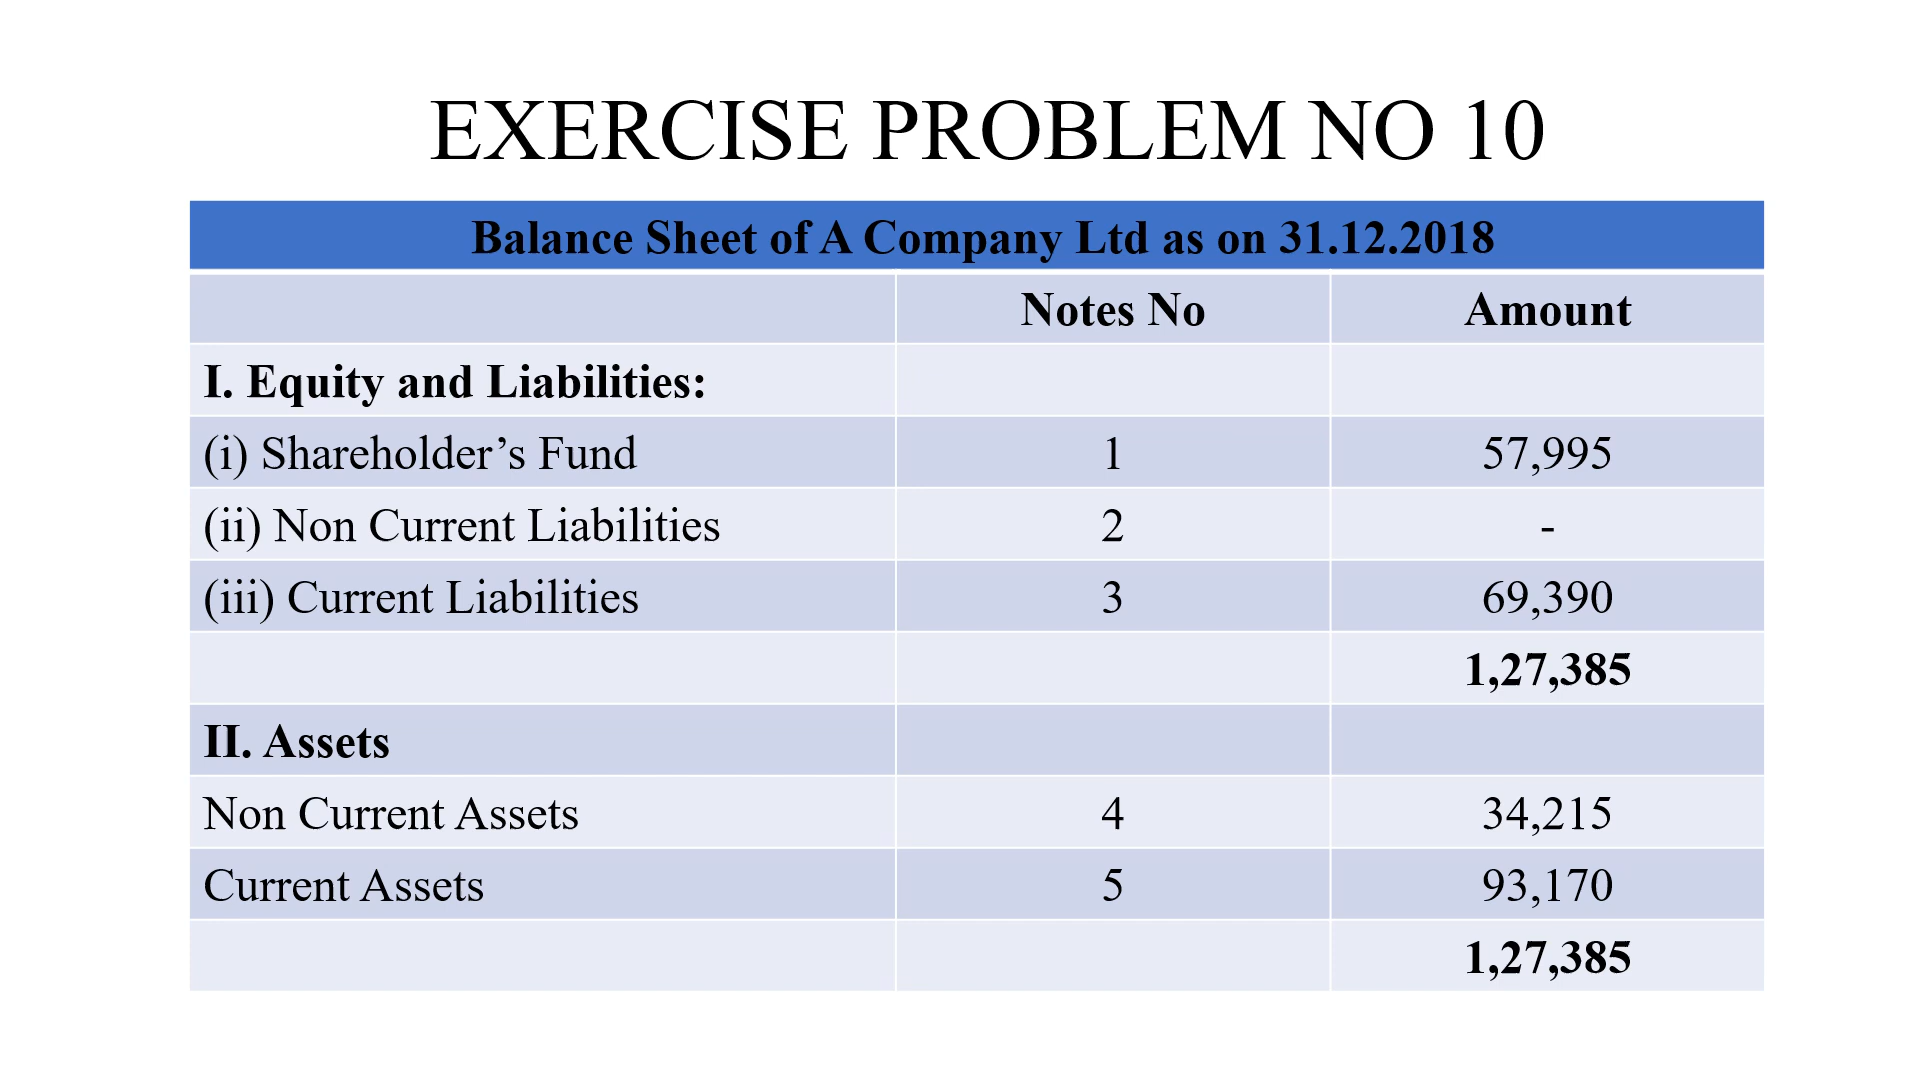 EXERCISE PROBLEM NO 10
Balance Sheet of A Company Ltd as on 31.12.2018
Notes No Amount
I. Equity and Liabilities:
(i) Shareholder’s Fund 1 57,995
(ii) Non Current Liabilities 2 -
(iii) Current Liabilities 3 69,390
1,27,385
II. Assets
Non Current Assets 4 34,215
Current Assets 5 93,170
1,27,385